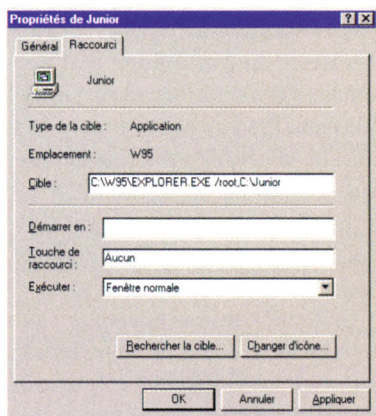 Propriétés de Junior
Général Raccourci
Junior
Type de la cible : Application
Emplacement : W95
Cible : C:\W95\EXPLORER.EXE /root,C:\Junior
Démarrer en :
Touche de raccourci : Aucun
Exécuter : Fenêtre normale
Rechercher la cible... Changer d'icône...
OK Annuler Appliquer